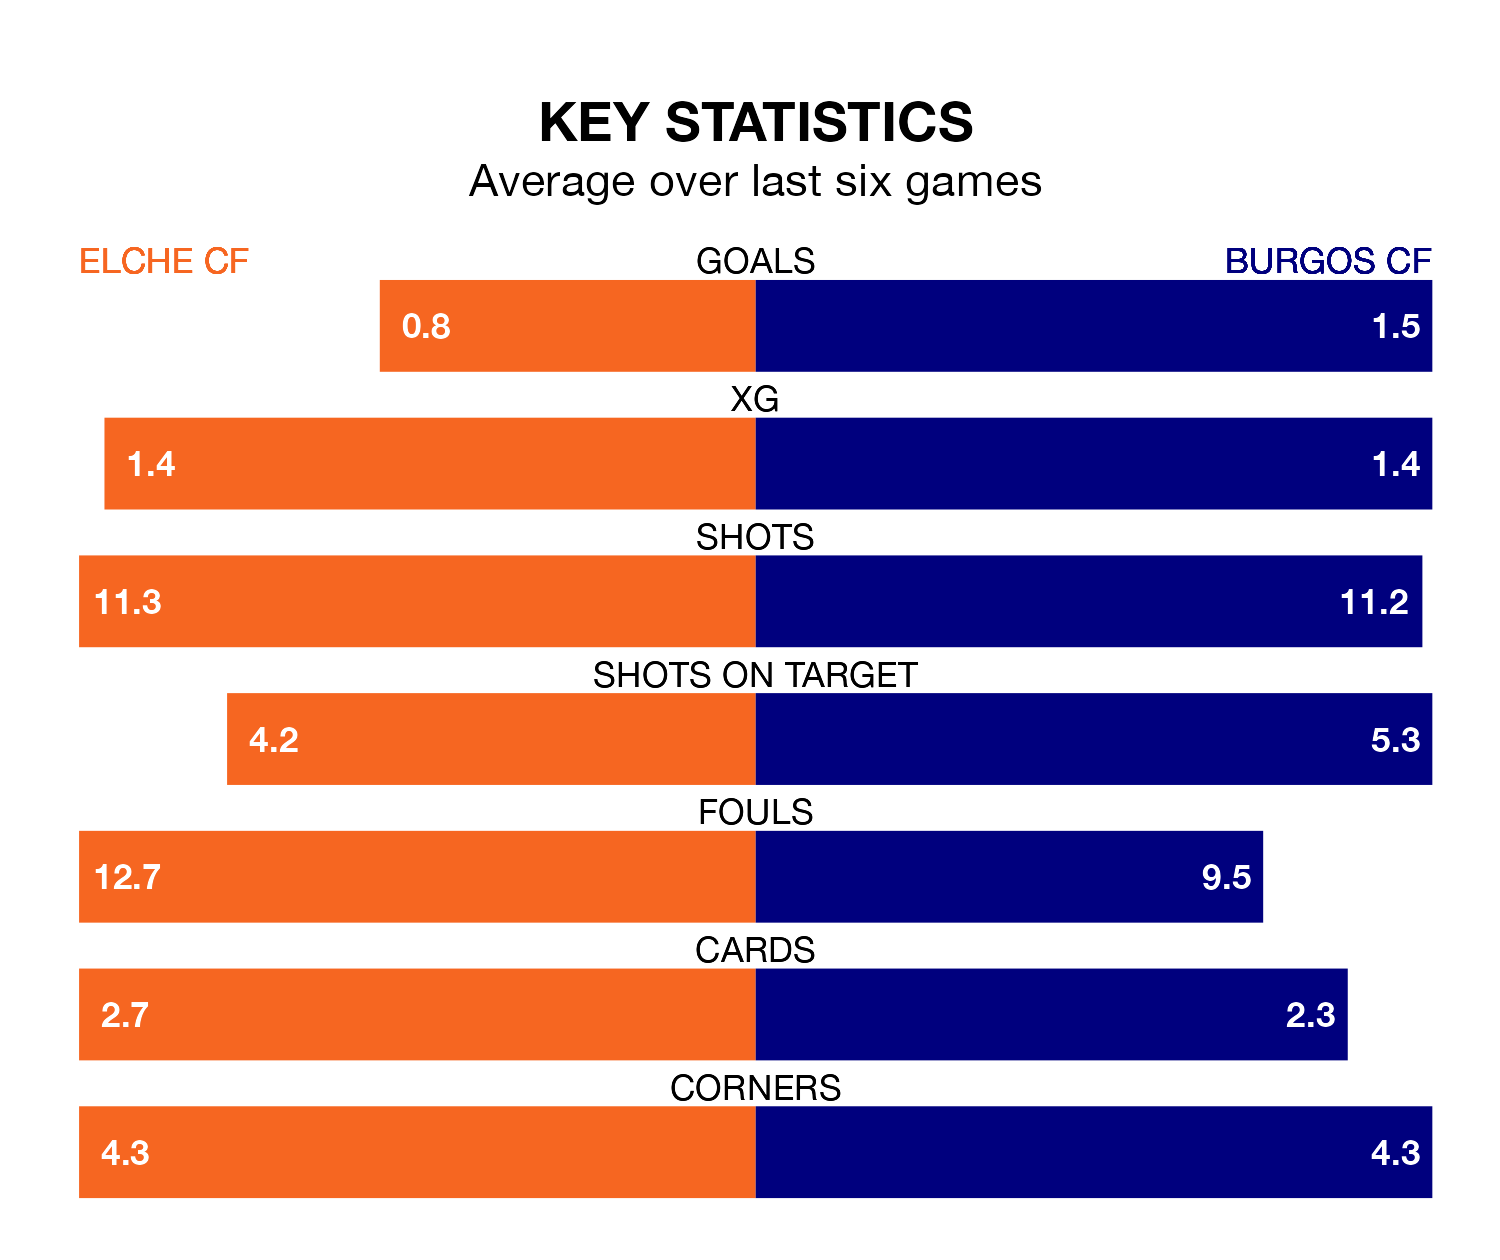 KEY STATISTICS
Average over last six games
ELCHE CF GOALS BURGOS CF
0.8 1.5
XG
1.4 1.4
SHOTS
11.3 11.2
SHOTS ON TARGET
4.2 5.3
FOULS
12.7 9.5
CARDS
2.7 2.3
CORNERS
4.3 4.3